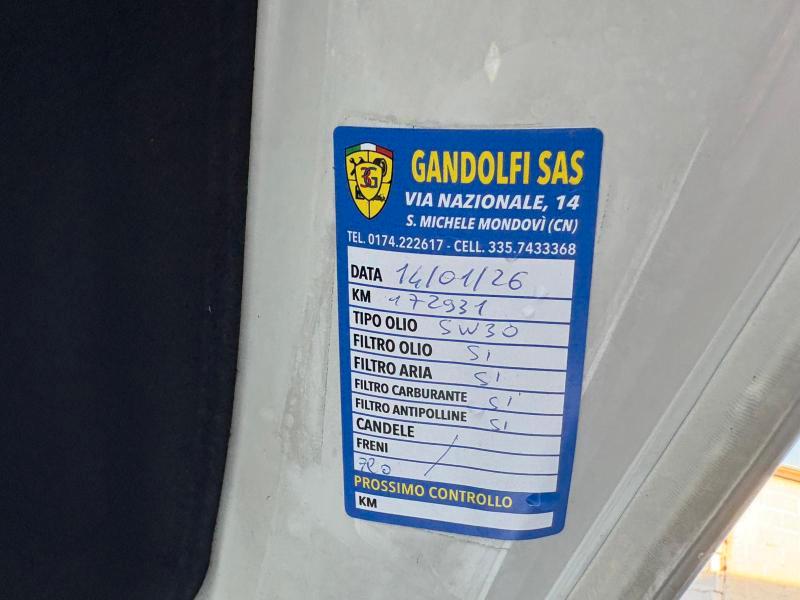 GANDOLFI SAS
VIA NAZIONALE, 14
S. MICHELE MONDOVÌ (CN)
TEL. 0174.222617 - CELL. 335.7433368
DATA 14/01/26
KM 172931
TIPO OLIO 5W30
FILTRO OLIO SI
FILTRO ARIA SI
FILTRO CARBURANTE SI
FILTRO ANTIPOLLINE SI
CANDELE /
FRENI
PROSSIMO CONTROLLO
KM